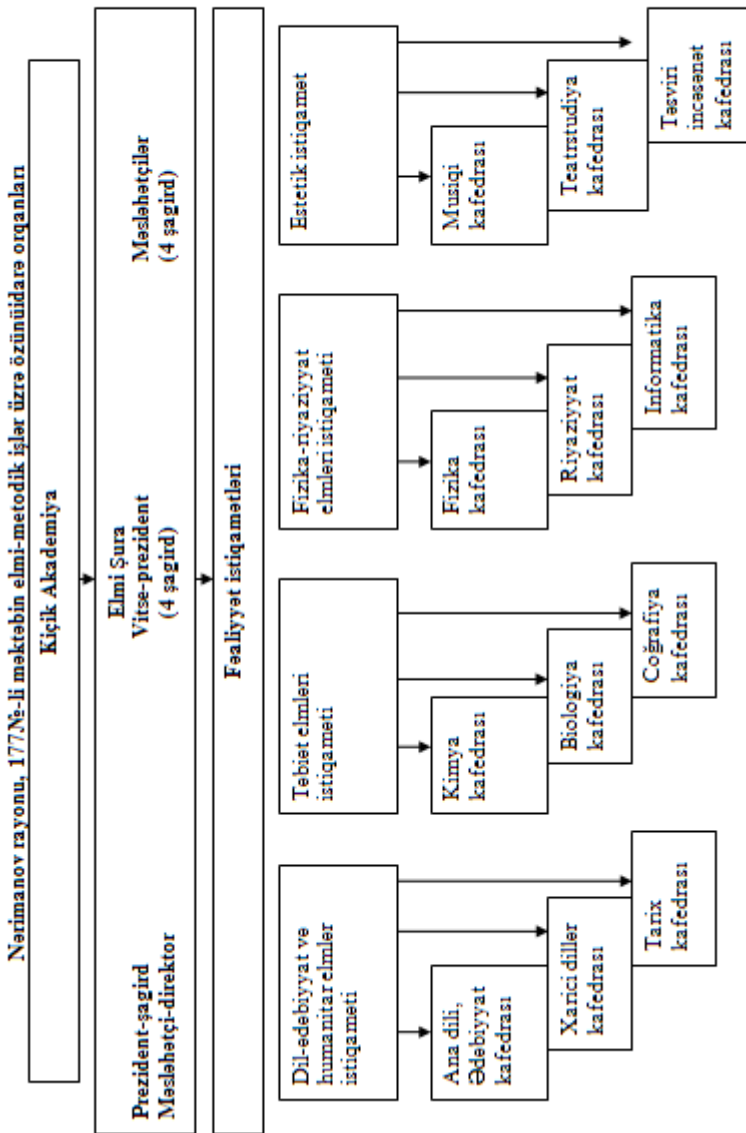 Nərimanov rayonu, 177№-li məktəbin elmi-metodik işlər üzrə özünüidarə orqanları
Kiçik Akademiya
Prezident-şagird
Məsləhətçi-direktor
Elmi Şura
Vitse-prezident
(4 şagird)
Məsləhətçilər
(4 şagird)
Fəaliyyət istiqamətləri
Dil-ədəbiyyat və
humanitar elmlər
istiqaməti
Ana dili,
Ədəbiyyat
kafedrası
Xarici dillər
kafedrası
Tarix
kafedrası
Təbiət elmləri
istiqaməti
Kimya
kafedrası
Biologiya
kafedrası
Coğrafiya
kafedrası
Fizika-riyaziyyat
elmləri istiqaməti
Fizika
kafedrası
Riyaziyyat
kafedrası
Informatika
kafedrası
Estetik istiqamət
Musiqi
kafedrası
Teatrstudiya
kafedrası
Təsviri
incəsənət
kafedrası